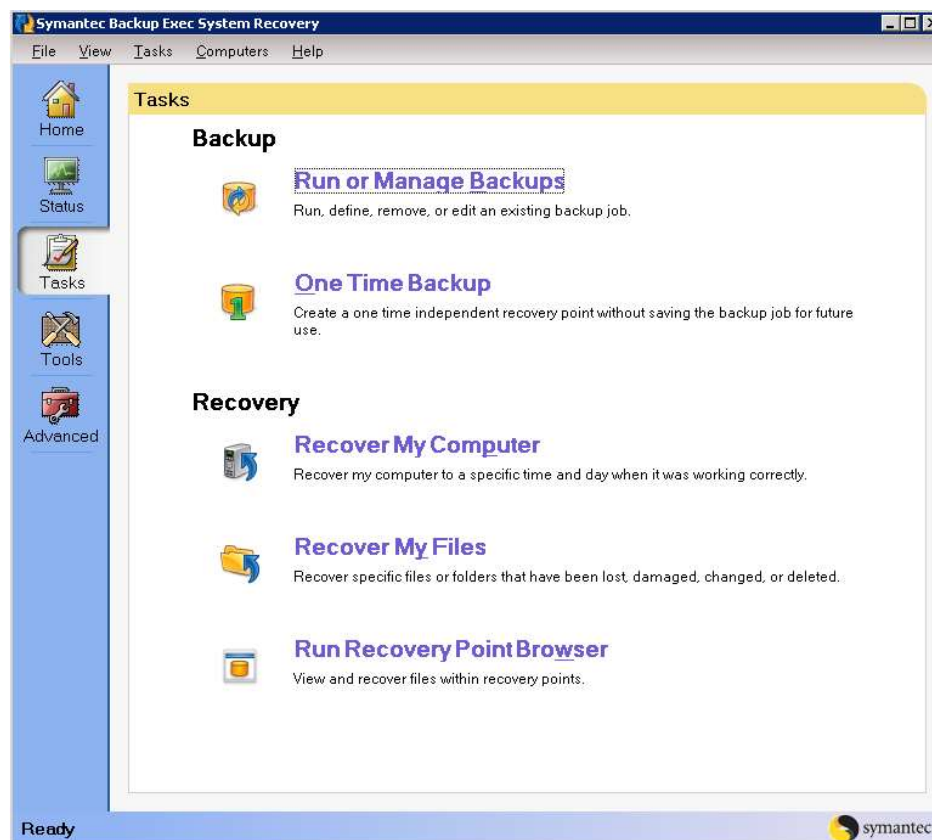 Symantec Backup Exec System Recovery
File View Tasks Computers Help
Home
Status
Tasks
Tools
Advanced
Tasks
Backup
Run or Manage Backups
Run, define, remove, or edit an existing backup job.
One Time Backup
Create a one time independent recovery point without saving the backup job for future
use.
Recovery
Recover My Computer
Recover my computer to a specific time and day when it was working correctly.
Recover My Files
Recover specific files or folders that have been lost, damaged, changed, or deleted.
Run Recovery Point Browser
View and recover files within recovery points.
Ready
symantec